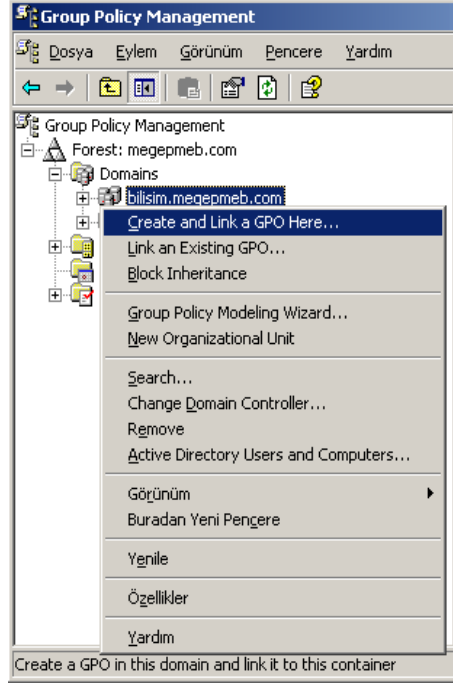 Group Policy Management
Dosya Eylem Görünüm Pencere Yardım
Group Policy Management
Forest: megepmeb.com
Domains
bilisim.megepmeb.com
Create and Link a GPO Here...
Link an Existing GPO...
Block Inheritance
Group Policy Modeling Wizard...
New Organizational Unit
Search...
Change Domain Controller...
Remove
Active Directory Users and Computers...
Görünüm
Buradan Yeni Pencere
Yenile
Özellikler
Yardım
Create a GPO in this domain and link it to this container